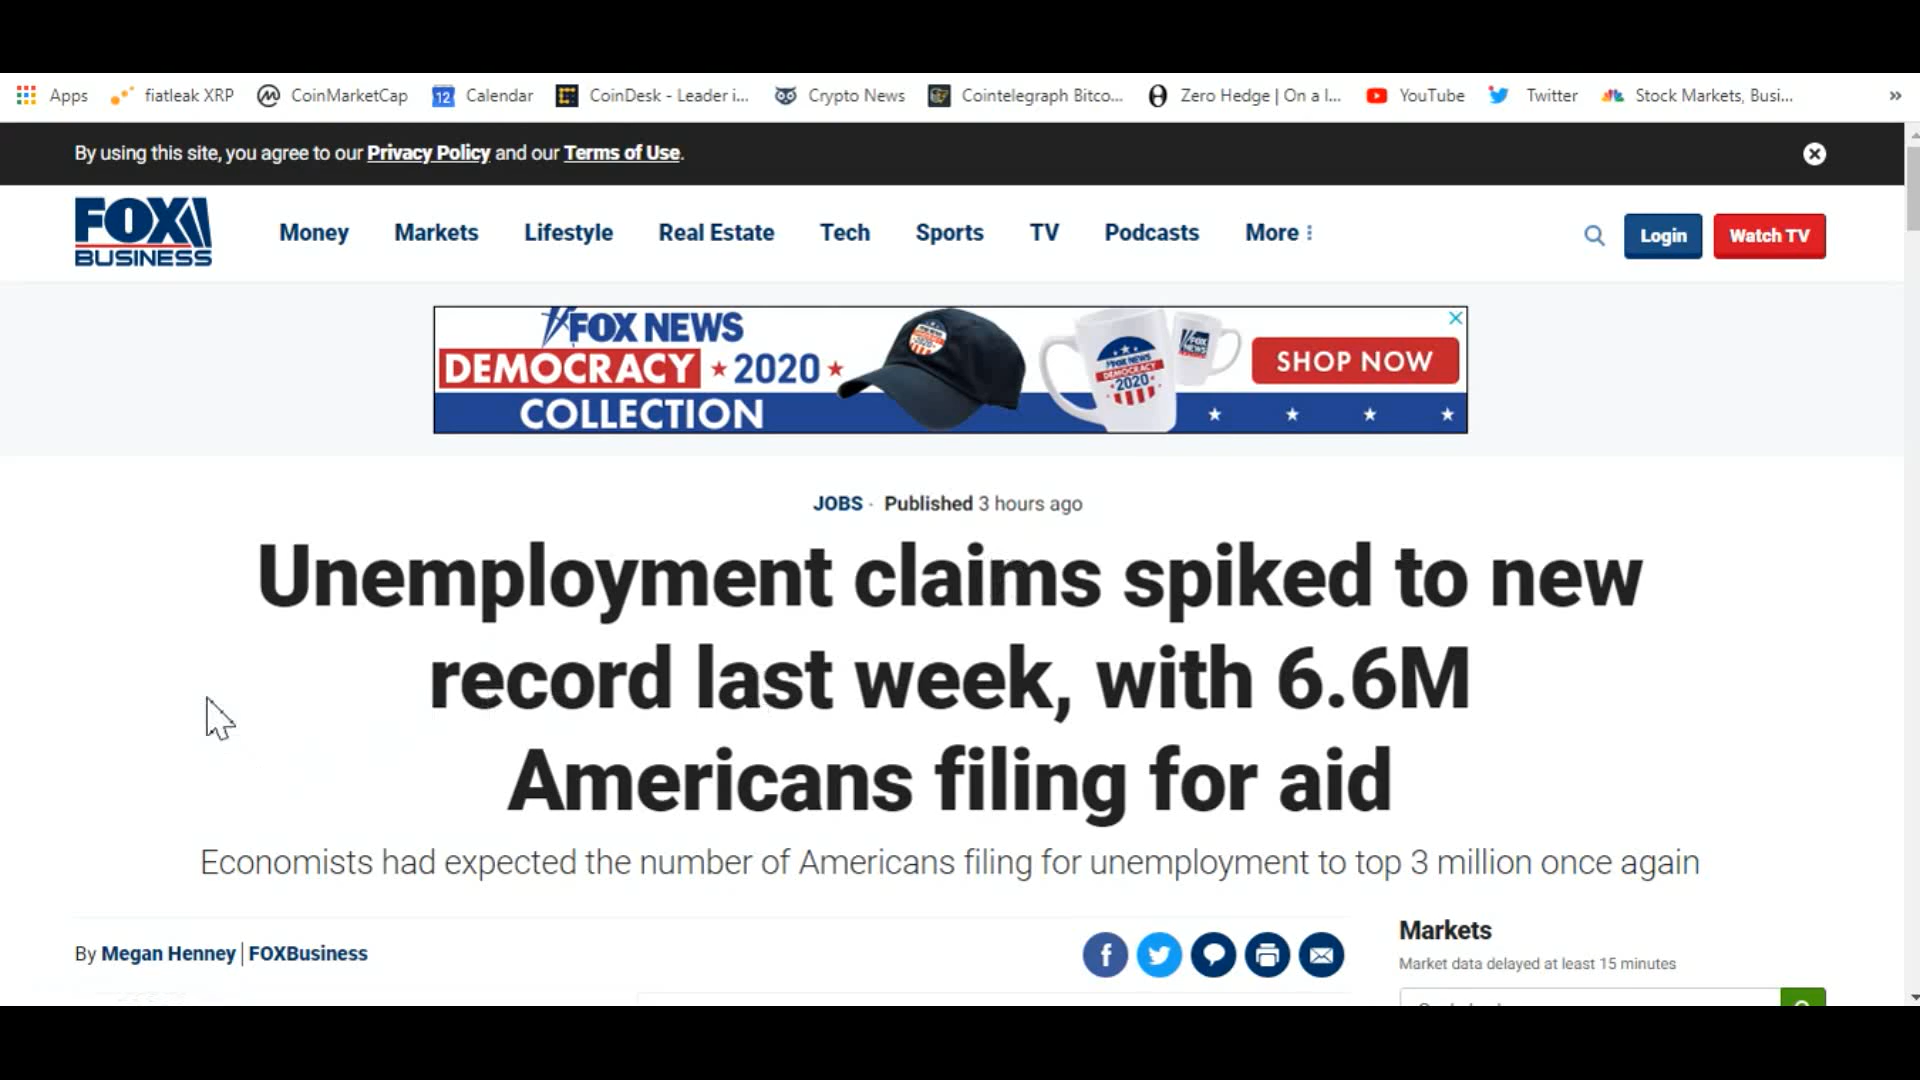 Apps fiatleak XRP CoinMarketCap 12 Calendar CoinDesk - Leader i... Crypto News Cointelegraph Bitco... Zero Hedge | On a l... YouTube Twitter Stock Markets, Busi... »
By using this site, you agree to our Privacy Policy and our Terms of Use.
FOX BUSINESS
Money Markets Lifestyle Real Estate Tech Sports TV Podcasts More Login Watch TV
FOX NEWS
DEMOCRACY 2020
COLLECTION
FOX NEWS
DEMOCRACY
2020
SHOP NOW
JOBS · Published 3 hours ago
Unemployment claims spiked to new
record last week, with 6.6M
Americans filing for aid
Economists had expected the number of Americans filing for unemployment to top 3 million once again
By Megan Henney | FOXBusiness
Markets
Market data delayed at least 15 minutes